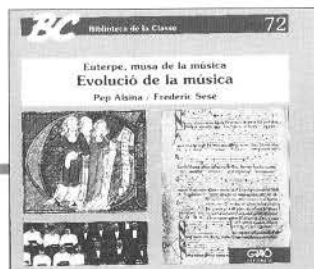 BC Biblioteca de la Classe 72
Euterpe, musa de la música
Evolució de la música
Pep Alsina / Frederic Sesé
GRAÓ